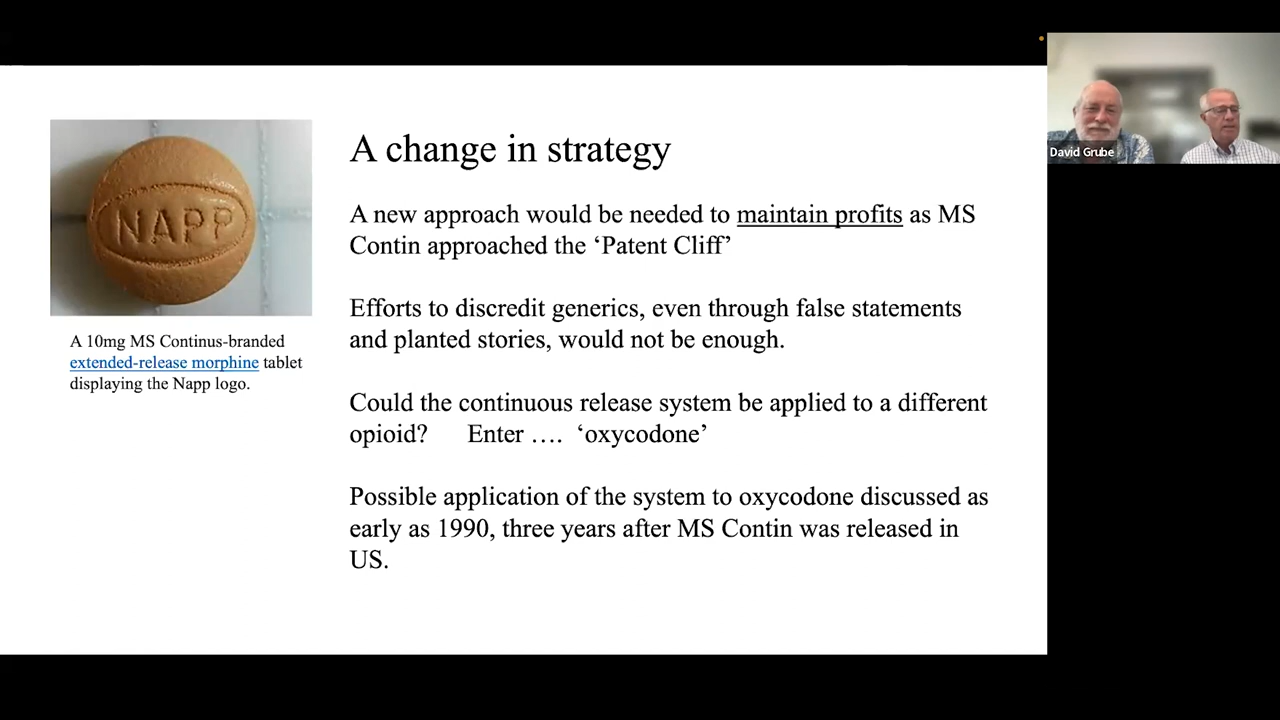 NAPP
A 10mg MS Continus-branded
extended-release morphine tablet
displaying the Napp logo.
A change in strategy
A new approach would be needed to maintain profits as MS
Contin approached the ‘Patent Cliff’
Efforts to discredit generics, even through false statements
and planted stories, would not be enough.
Could the continuous release system be applied to a different
opioid? Enter …. ‘oxycodone’
Possible application of the system to oxycodone discussed as
early as 1990, three years after MS Contin was released in
US.
David Grube